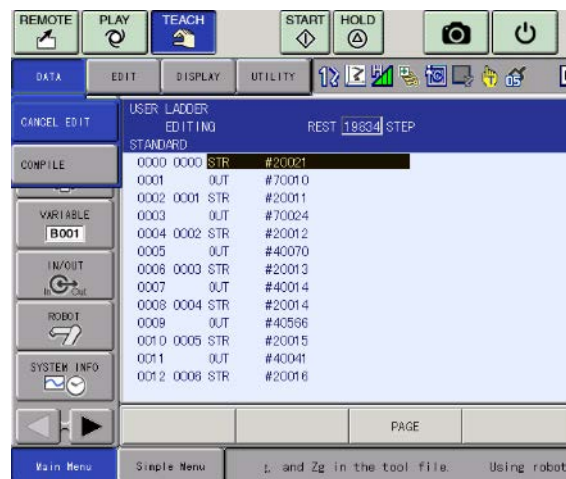 REMOTE PLAY TEACH START HOLD
DATA EDIT DISPLAY UTILITY
CANCEL EDIT
COMPILE
VARIABLE
B001
IN/OUT
In Out
ROBOT
SYSTEM INFO
USER LADDER
EDITING REST 19834 STEP
STANDARD
0000 0000 STR #20021
0001 OUT #70010
0002 0001 STR #20011
0003 OUT #70024
0004 0002 STR #20012
0005 OUT #40070
0006 0003 STR #20013
0007 OUT #40014
0008 0004 STR #20014
0009 OUT #40566
0010 0005 STR #20015
0011 OUT #40041
0012 0006 STR #20016
PAGE
Main Menu Simple Menu t, and Zg in the tool file. Using robot